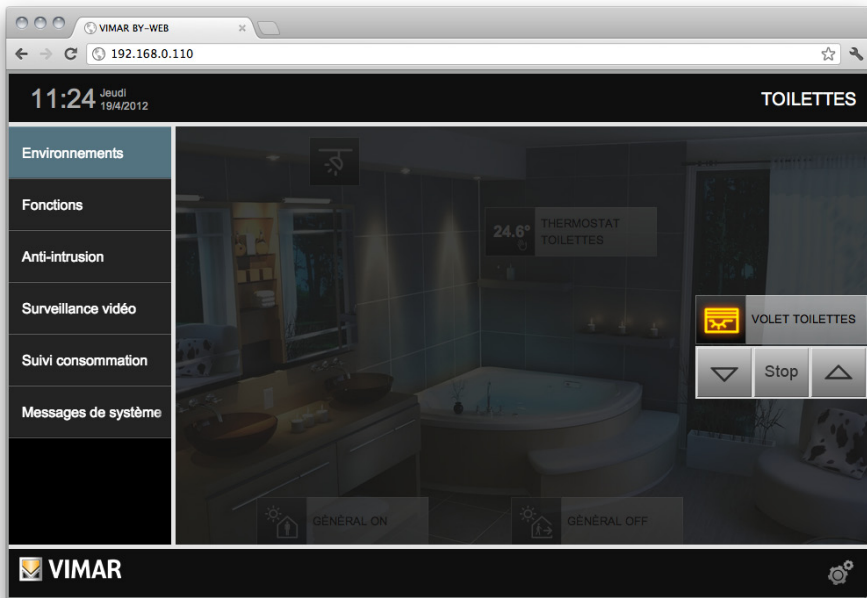 VIMAR BY-WEB
192.168.0.110
11:24 Jeudi
19/4/2012
TOILETTES
Environnements
Fonctions
Anti-intrusion
Surveillance vidéo
Suivi consommation
Messages de système
24.6°
THERMOSTAT
TOILETTES
VOLET TOILETTES
Stop
GÉNÉRAL ON
GÉNÉRAL OFF
VIMAR